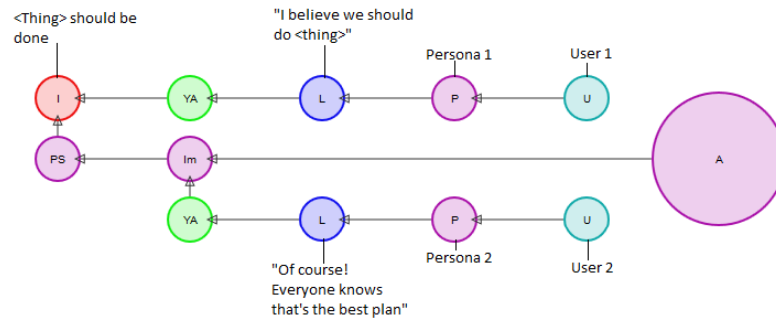 <Thing> should be
done
"I believe we should
do <thing>"
Persona 1
User 1
I
YA
L
P
U
PS
Im
A
YA
L
P
U
"Of course!
Everyone knows
that's the best plan"
Persona 2
User 2